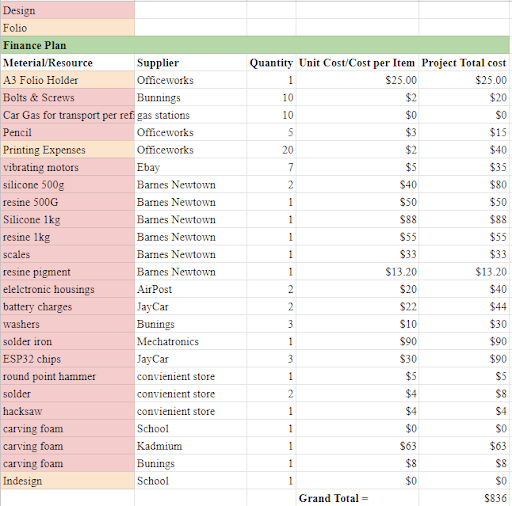 Design
Folio
Finance Plan
Meterial/Resource Supplier Quantity Unit Cost/Cost per Item Project Total cost
A3 Folio Holder Officeworks 1 $25.00 $25.00
Bolts & Screws Bunnings 10 $2 $20
Car Gas for transport per refi gas stations 10 $0 $0
Pencil Officeworks 5 $3 $15
Printing Expenses Officeworks 20 $2 $40
vibrating motors Ebay 7 $5 $35
silicone 500g Barnes Newtown 2 $40 $80
resine 500G Barnes Newtown 1 $50 $50
Silicone 1kg Barnes Newtown 1 $88 $88
resine 1kg Barnes Newtown 1 $55 $55
scales Barnes Newtown 1 $33 $33
resine pigment Barnes Newtown 1 $13.20 $13.20
elelctronic housings AirPost 2 $20 $40
battery charges JayCar 2 $22 $44
washers Bunings 3 $10 $30
solder iron Mechatronics 1 $90 $90
ESP32 chips JayCar 3 $30 $90
round point hammer convienient store 1 $5 $5
solder convienient store 2 $4 $8
hacksaw convienient store 1 $4 $4
carving foam School 1 $0 $0
carving foam Kadmium 1 $63 $63
carving foam Bunings 1 $8 $8
Indesign School 1 $0 $0
Grand Total = $836